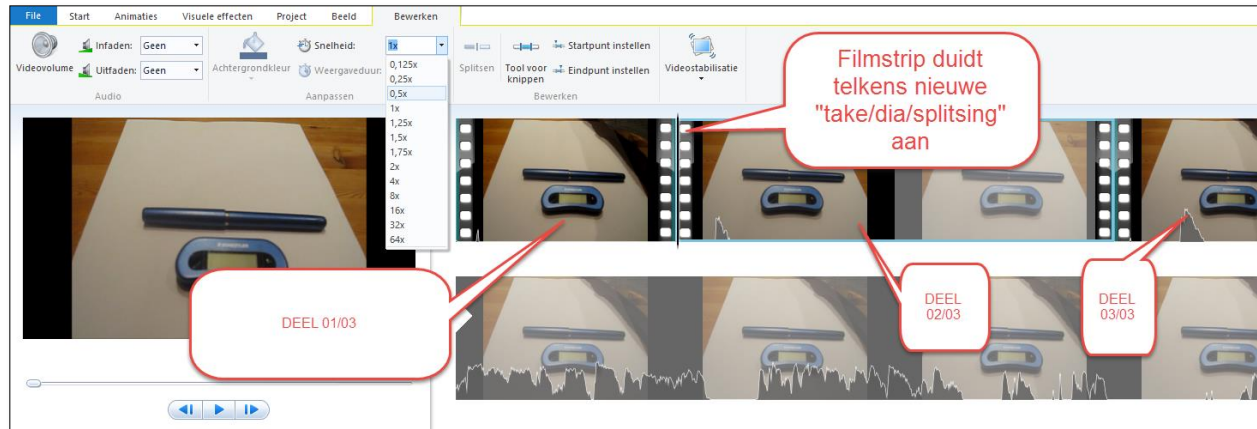 File Start Animaties Visuele effecten Project Beeld Bewerken
Videovolume
Infaden: Geen
Uitfaden: Geen
Audio
Achtergrondkleur
Snelheid: 1x
Weergaveduur:
Aanpassen
0,125x
0,25x
0,5x
1x
1,25x
1,5x
1,75x
2x
4x
8x
16x
32x
64x
Splitsen
Tool voor
knippen
Startpunt instellen
Eindpunt instellen
Bewerken
Videostabilisatie
Filmstrip duidt
telkens nieuwe
"take/dia/splitsing"
aan
DEEL 01/03
DEEL
02/03
DEEL
03/03